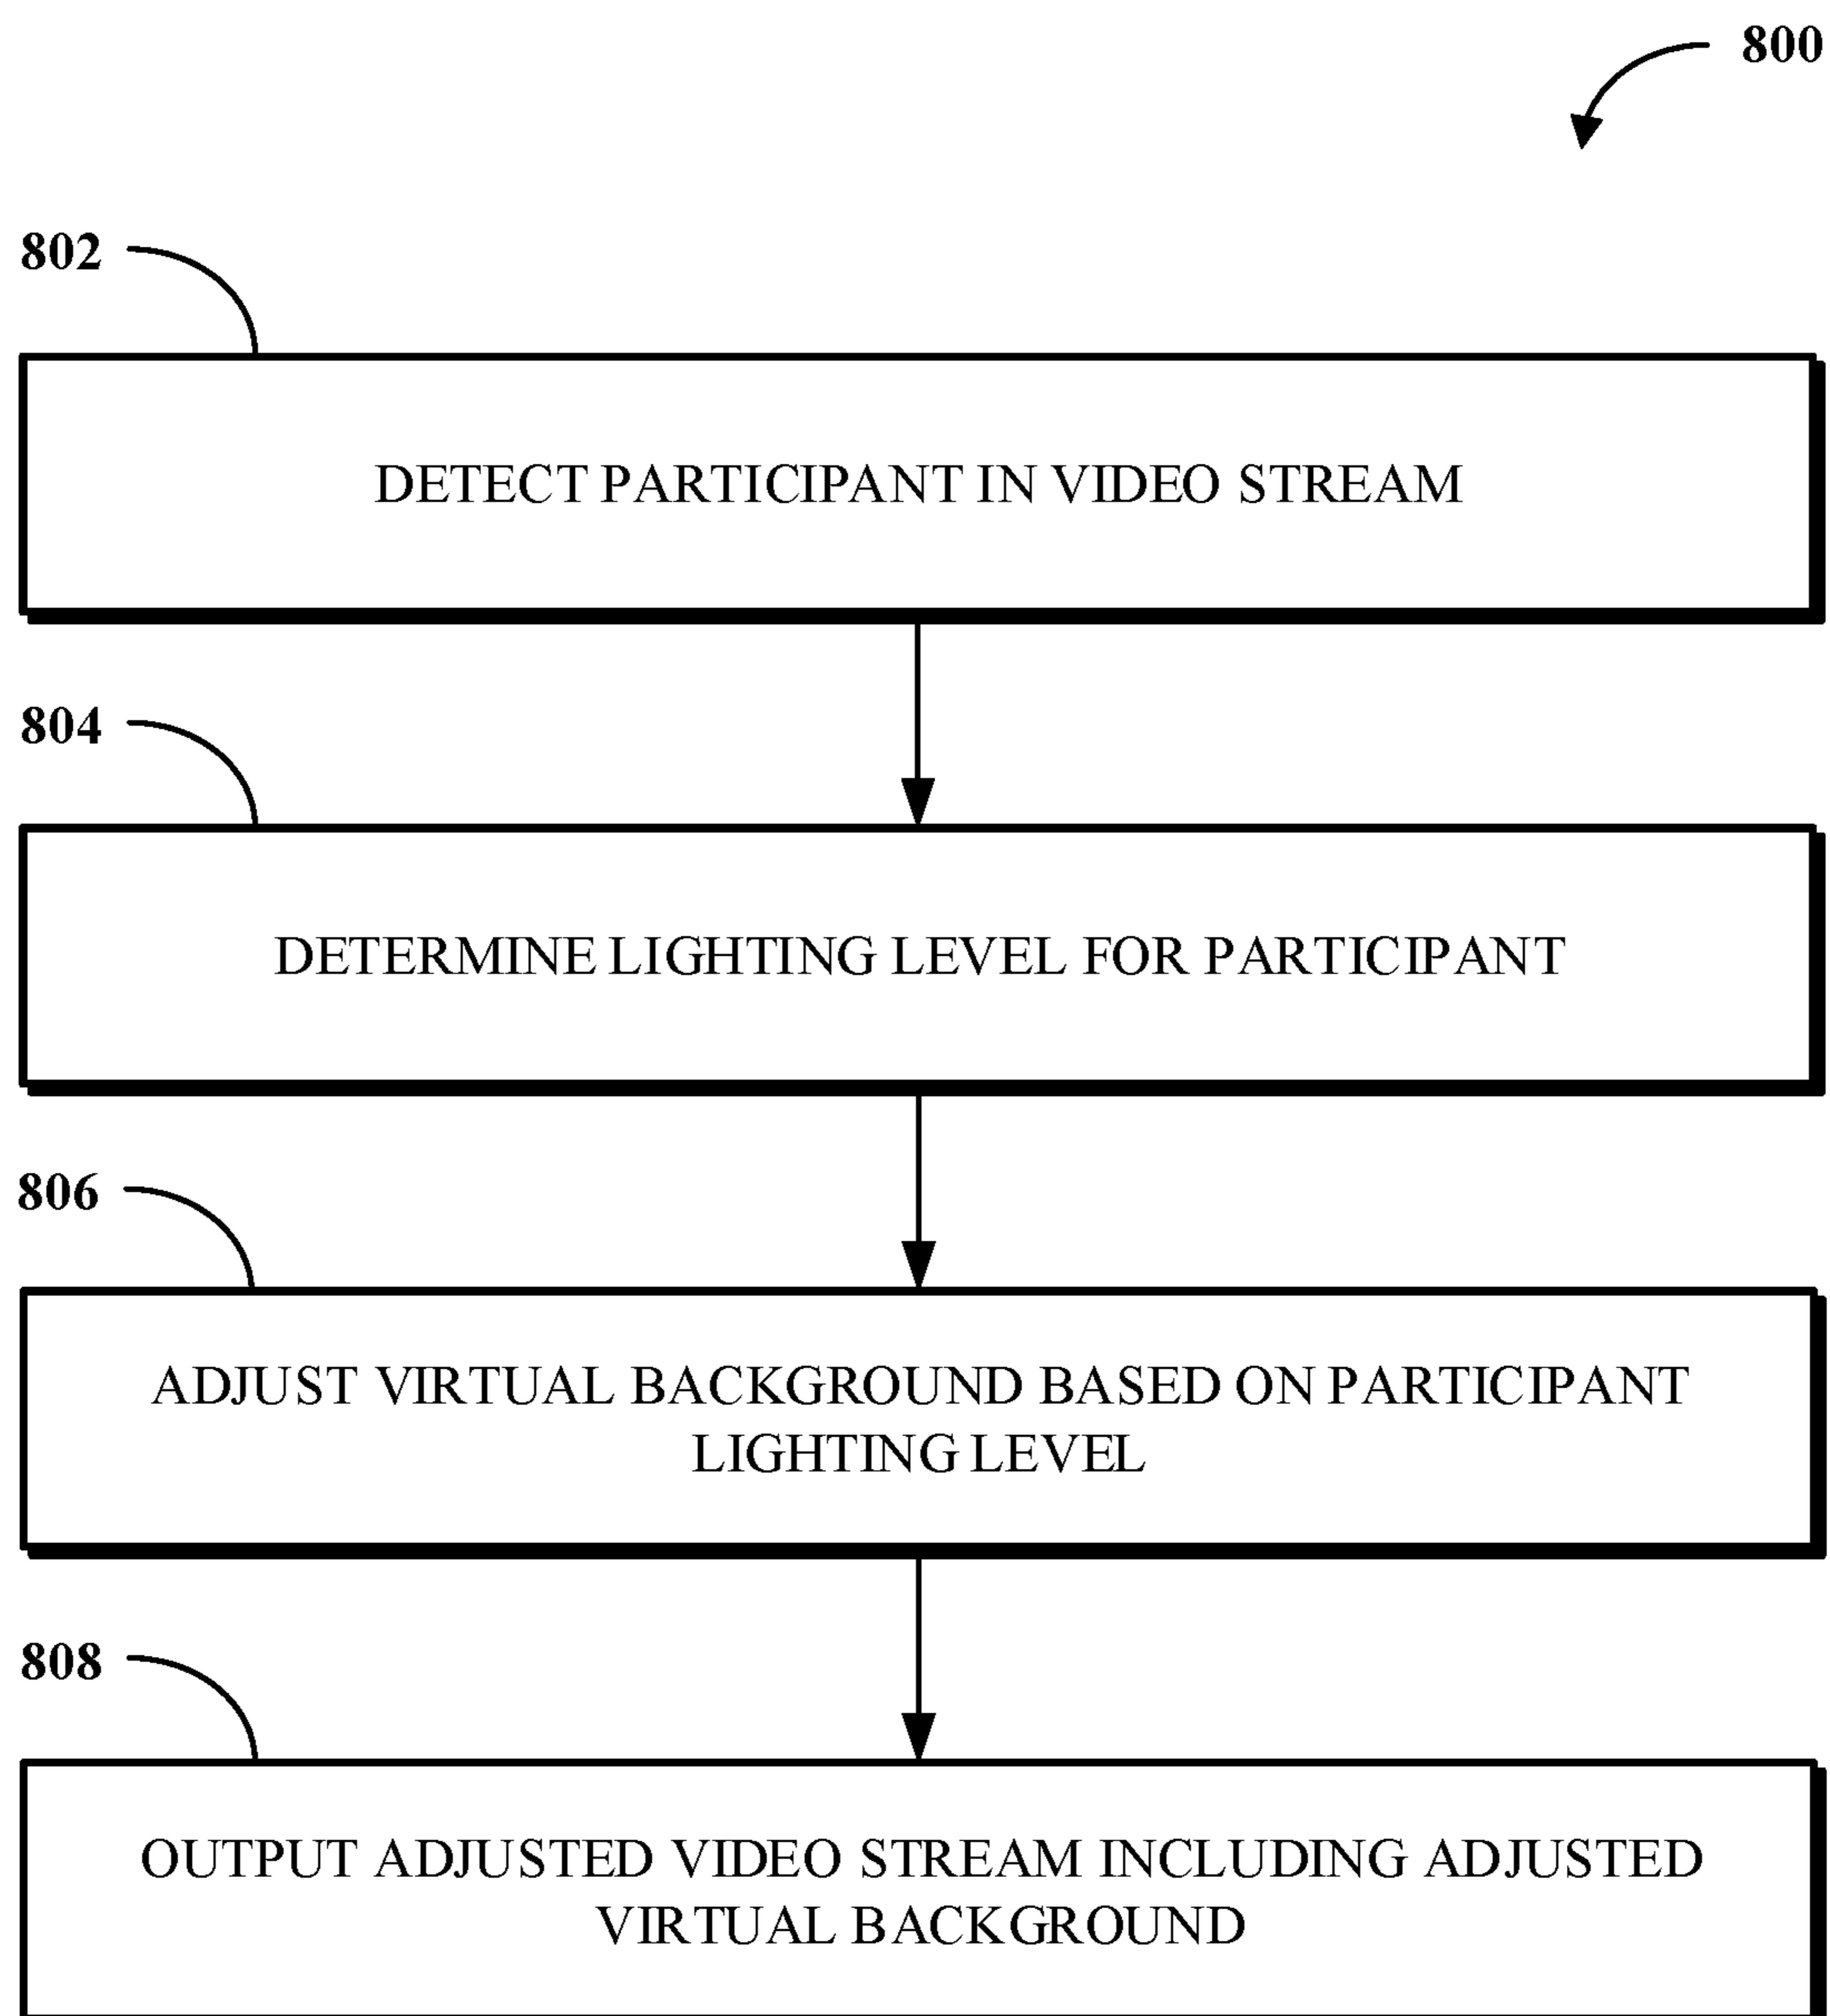 800
802
DETECT PARTICIPANT IN VIDEO STREAM
804
DETERMINE LIGHTING LEVEL FOR PARTICIPANT
806
ADJUST VIRTUAL BACKGROUND BASED ON PARTICIPANT
LIGHTING LEVEL
808
OUTPUT ADJUSTED VIDEO STREAM INCLUDING ADJUSTED
VIRTUAL BACKGROUND